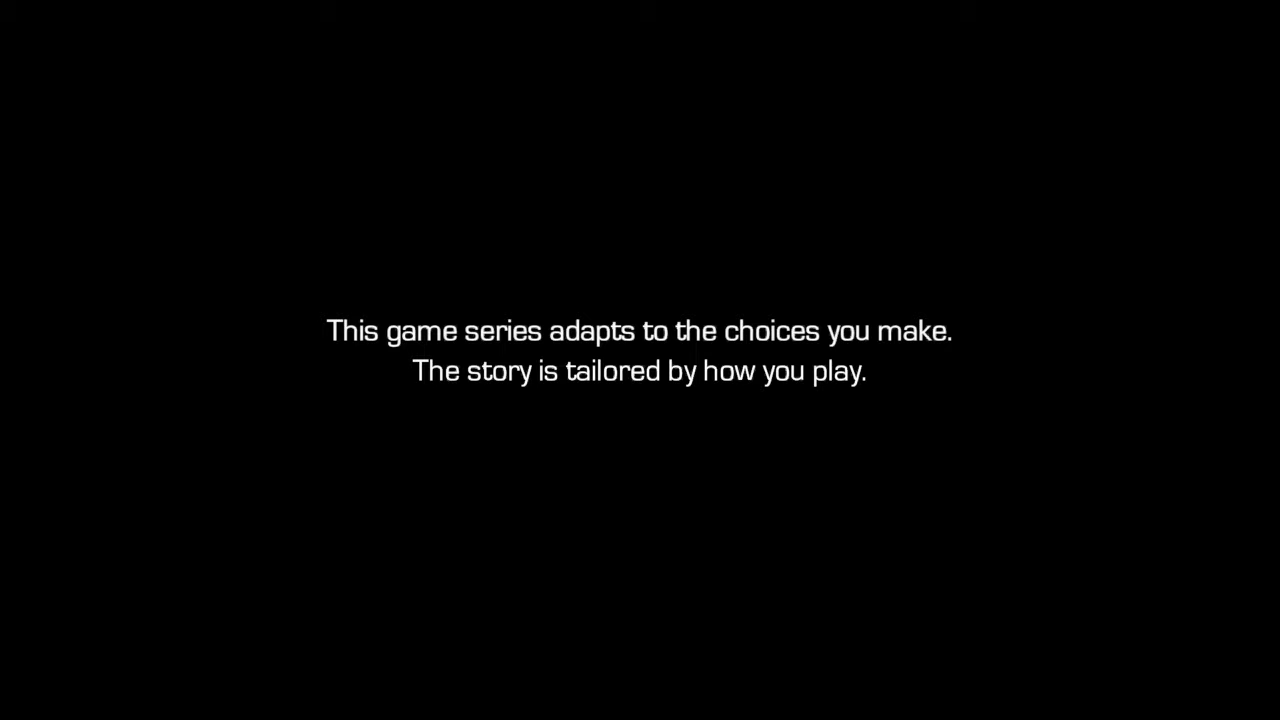 This game series adapts to the choices you make.
The story is tailored by how you play.